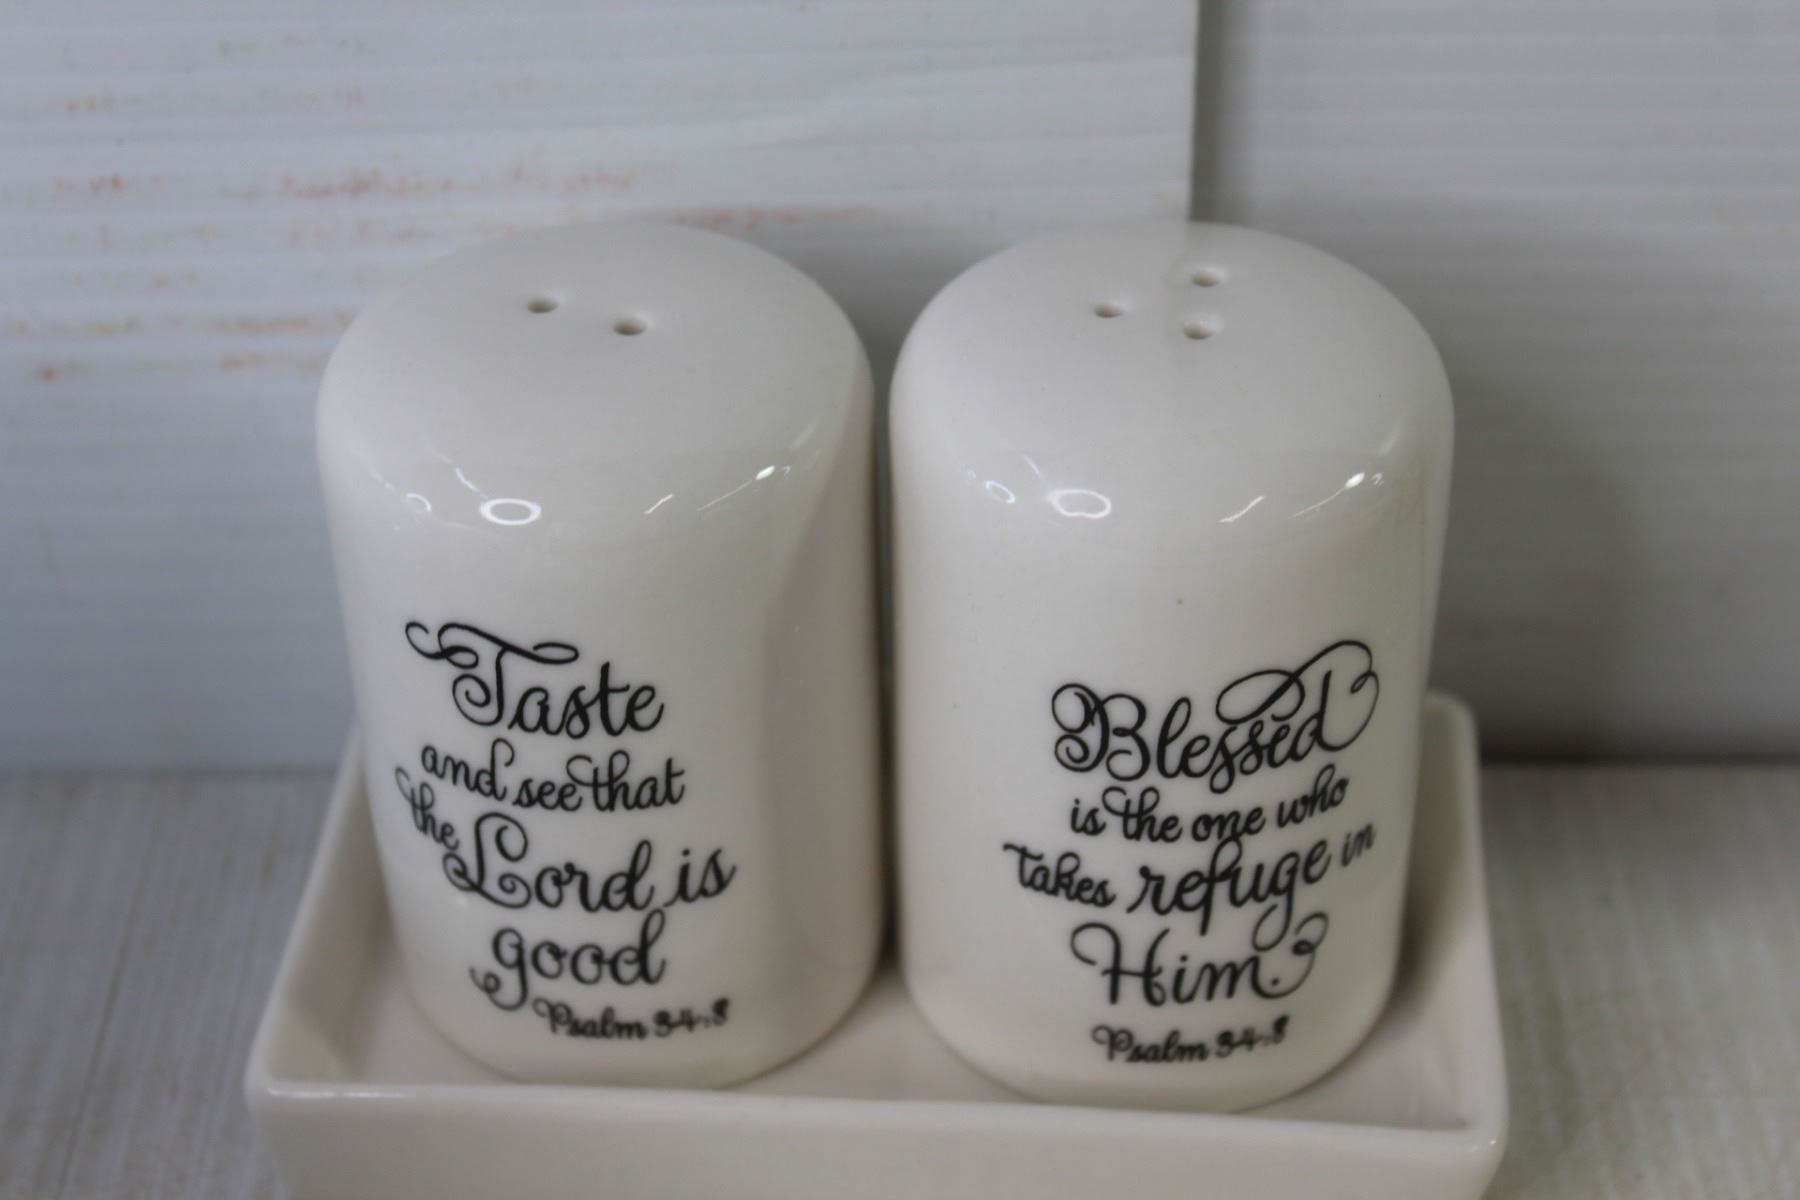 Taste
and see that
the Lord is
good
Psalm 34:8
Blessed
is the one who
takes refuge in
Him.
Psalm 34:8